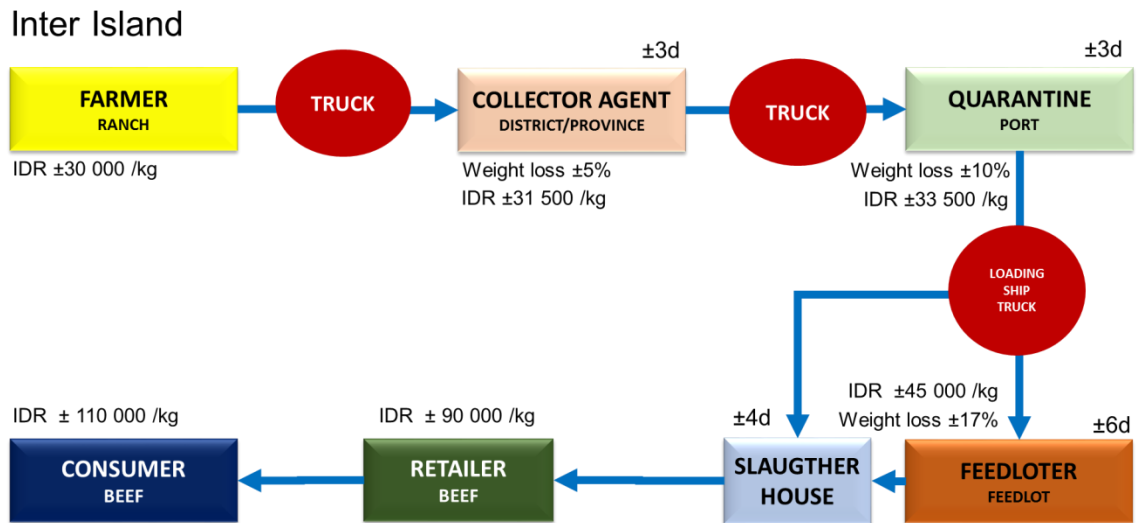 Inter Island
±3d
±3d
FARMER
RANCH
TRUCK
COLLECTOR AGENT
DISTRICT/PROVINCE
TRUCK
QUARANTINE
PORT
IDR ±30 000 /kg
Weight loss ±5%
IDR ±31 500 /kg
Weight loss ±10%
IDR ±33 500 /kg
LOADING
SHIP
TRUCK
IDR ± 110 000 /kg
IDR ± 90 000 /kg
±4d
IDR ±45 000 /kg
Weight loss ±17%
±6d
CONSUMER
BEEF
RETAILER
BEEF
SLAUGTHER
HOUSE
FEEDLOTER
FEEDLOT